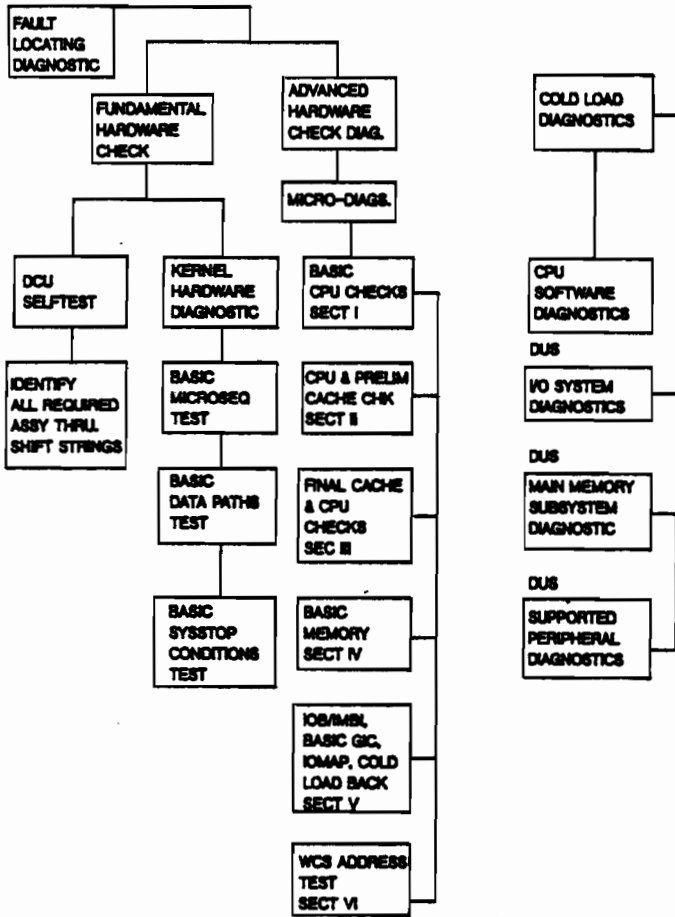 FAULT
LOCATING
DIAGNOSTIC
FUNDAMENTAL
HARDWARE
CHECK
ADVANCED
HARDWARE
CHECK DIAG.
MICRO-DIAGS.
DCU
SELFTEST
IDENTIFY
ALL REQUIRED
ASSY THRU.
SHIFT STRINGS
KERNEL
HARDWARE
DIAGNOSTIC
BASIC
MICROSEQ
TEST
BASIC
DATA PATHS
TEST
BASIC
SYSSTOP
CONDITIONS
TEST
BASIC
CPU CHECKS
SECT I
CPU & PRELIM
CACHE CHK
SECT II
FINAL CACHE
& CPU
CHECKS
SEC III
BASIC
MEMORY
SECT IV
IOB/IMBI,
BASIC GIC,
IOMAP, COLD
LOAD BACK
SECT V
WCS ADDRESS
TEST
SECT VI
COLD LOAD
DIAGNOSTICS
CPU
SOFTWARE
DIAGNOSTICS
DUS
I/O SYSTEM
DIAGNOSTICS
DUS
MAIN MEMORY
SUBSYSTEM
DIAGNOSTIC
DUS
SUPPORTED
PERIPHERAL
DIAGNOSTICS